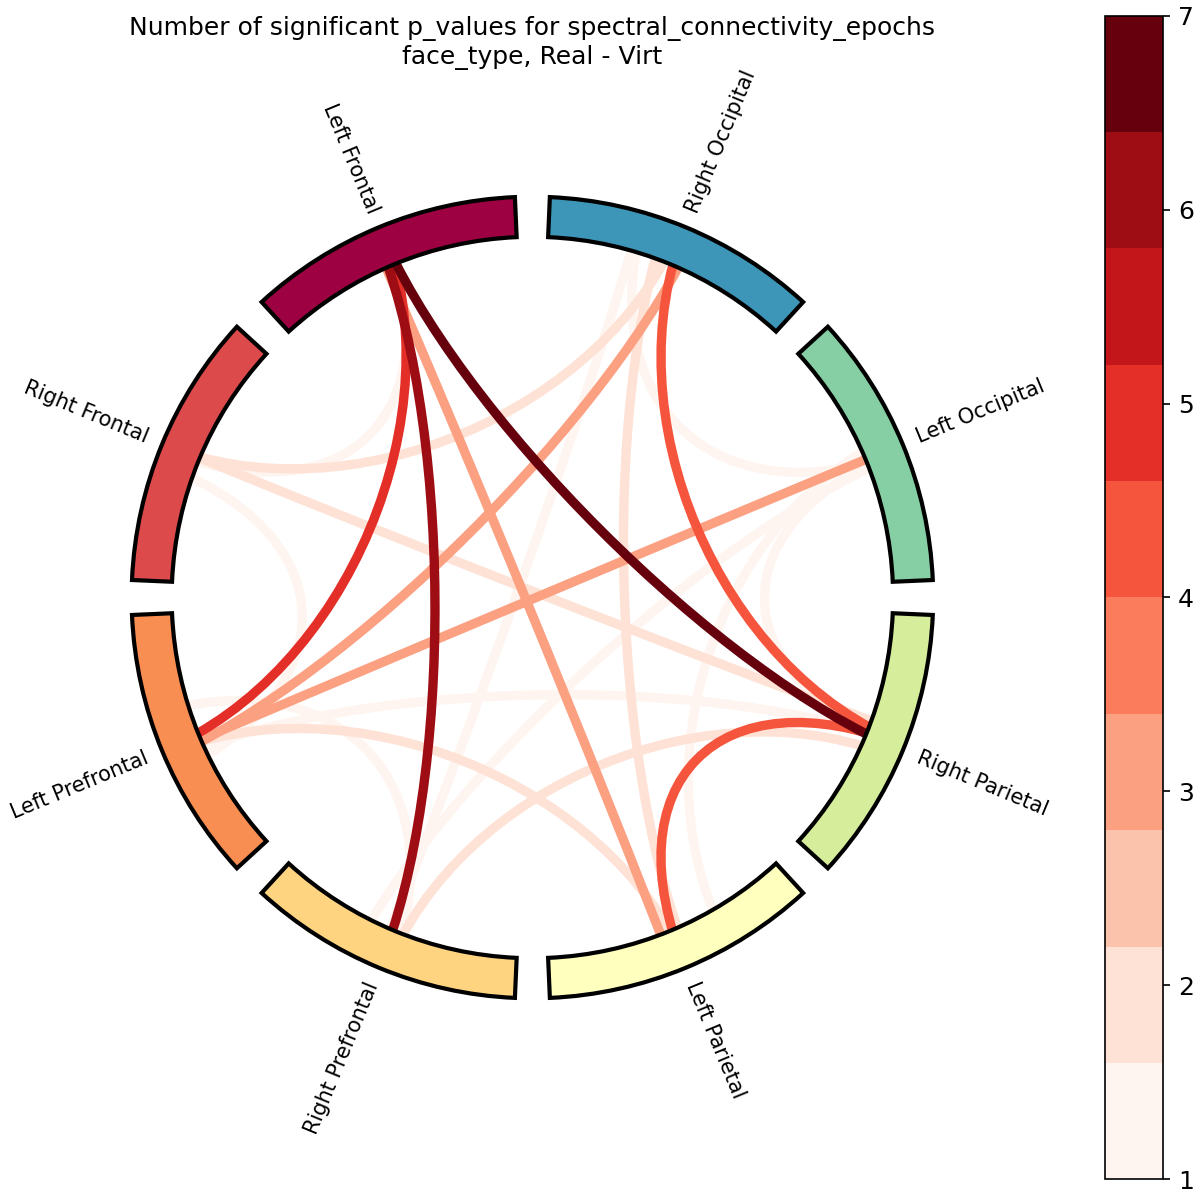 Number of significant p_values for spectral_connectivity_epochs
face_type, Real - Virt
Left Frontal
Right Occipital
Right Frontal
Left Occipital
Left Prefrontal
Right Parietal
Right Prefrontal
Left Parietal
7
6
5
4
3
2
1